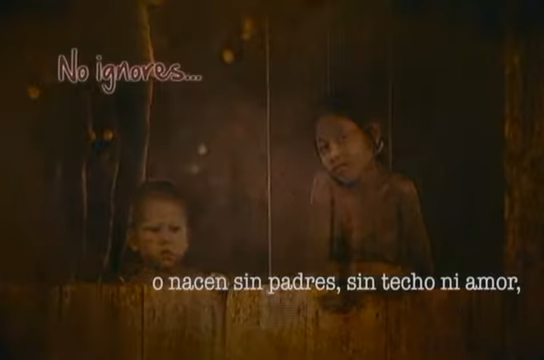 No ignores...
o nacen sin padres, sin techo ni amor,